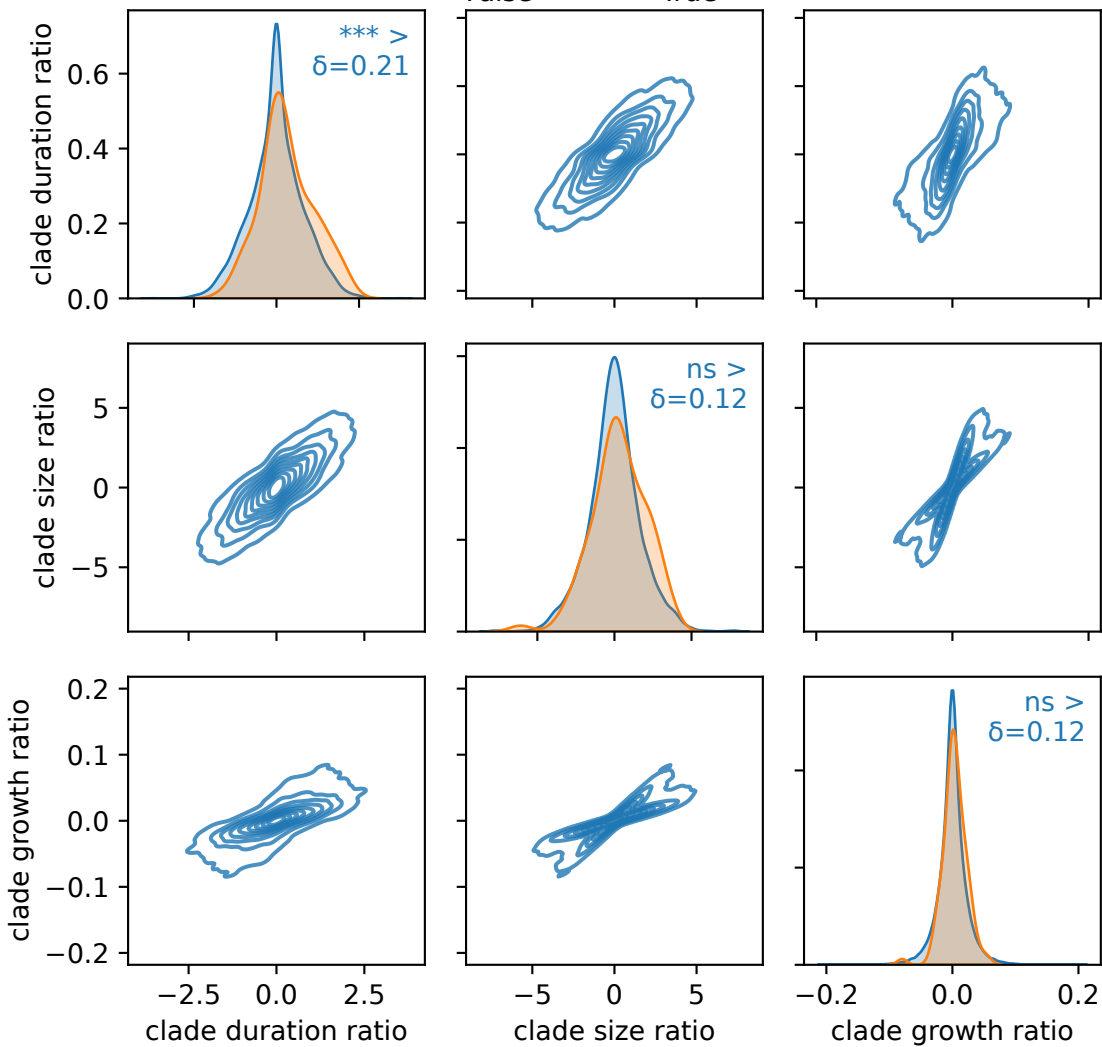 clade duration ratio
0.6
0.4
0.2
0.0
*** >
δ=0.21
clade size ratio
5
0
−5
ns >
δ=0.12
clade growth ratio
0.2
0.1
0.0
−0.1
−0.2
ns >
δ=0.12
−2.5
0.0
2.5
clade duration ratio
−5
0
5
clade size ratio
−0.2
0.0
0.2
clade growth ratio